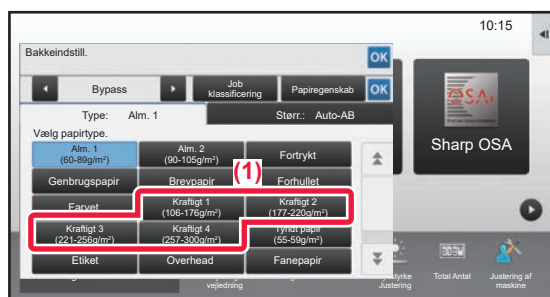 10:15
Bakkeindstill.
OK
Bypass
Job
klassificering
Papiregenskab
OK
Type: Alm. 1
Størr.: Auto-AB
Vælg papirtype.
Alm. 1
(60-89g/m²)
Alm. 2
(90-105g/m²)
Fortrykt
Genbrugspapir
Brevpapir
(1)
Forhullet
Farvet
Kraftigt 1
(106-176g/m²)
Kraftigt 2
(177-220g/m²)
Kraftigt 3
(221-256g/m²)
Kraftigt 4
(257-300g/m²)
Tyndt papir
(55-59g/m²)
Etiket
Overhead
Fanepapir
Sharp OSA
vejledning
Justering
Total Antal
Justering af
maskine